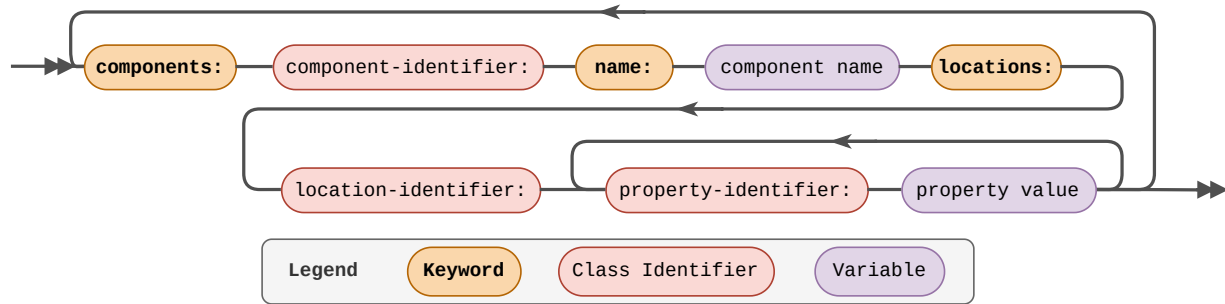 components: component-identifier: name: component name locations:
location-identifier: property-identifier: property value
Legend Keyword Class Identifier Variable